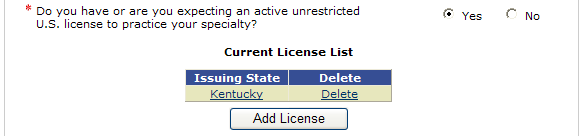 * Do you have or are you expecting an active unrestricted
U.S. license to practice your specialty?
Yes No
Current License List
Issuing State Delete
Kentucky Delete
Add License